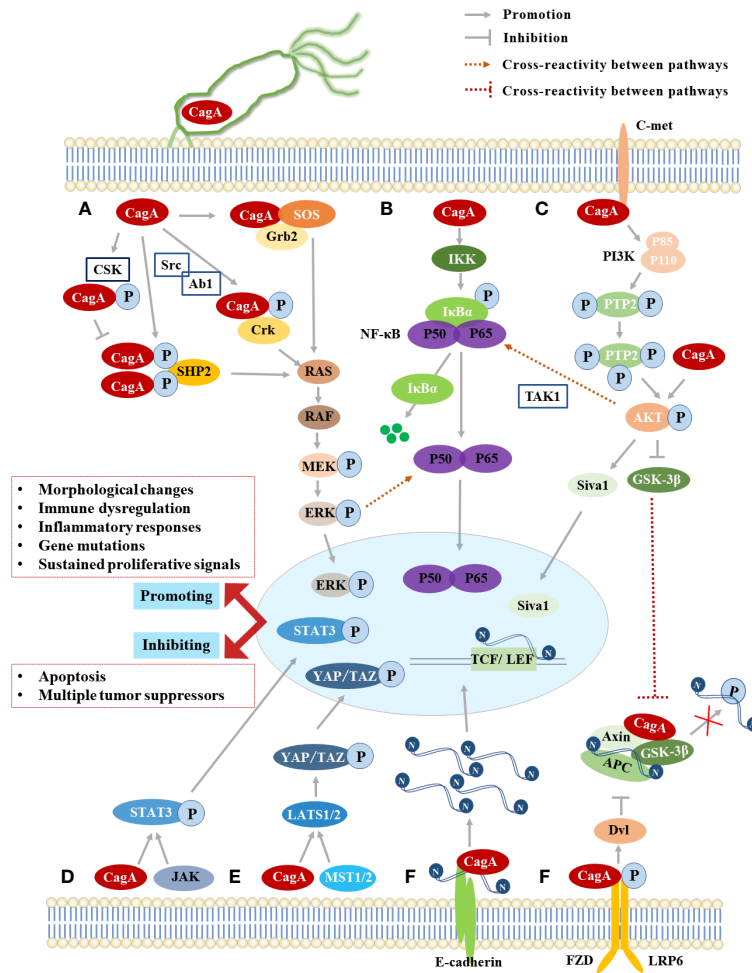 Promotion
Inhibition
Cross-reactivity between pathways
Cross-reactivity between pathways
CagA
C-met
A
CagA
CagA
SOS
Grb2
B
CagA
C
CagA
P85
P110
PI3K
CSK
Src
Ab1
IKK
CagA
P
CagA
P
Crk
P
IκBα
NF-κB
P50
P65
P
PTP2
P
CagA
P
CagA
P
SHP2
RAS
P
PTP2
P
P
CagA
IκBα
TAK1
RAF
AKT
P
MEK
P
P50
P65
Siva1
GSK-3β
ERK
P
• Morphological changes
• Immune dysregulation
• Inflammatory responses
• Gene mutations
• Sustained proliferative signals
Promoting
Inhibiting
• Apoptosis
• Multiple tumor suppressors
ERK
P
P50
P65
Siva1
STAT3
P
N
N
TCF/ LEF
YAP/TAZ
P
N
P
N
CagA
Axin
N
GSK-3β
APC
N
YAP/TAZ
P
N
N
N
N
N
N
N
N
STAT3
P
LATS1/2
Dvl
D
CagA
JAK
E
CagA
MST1/2
F
N
CagA
N
F
CagA
P
E-cadherin
FZD
LRP6